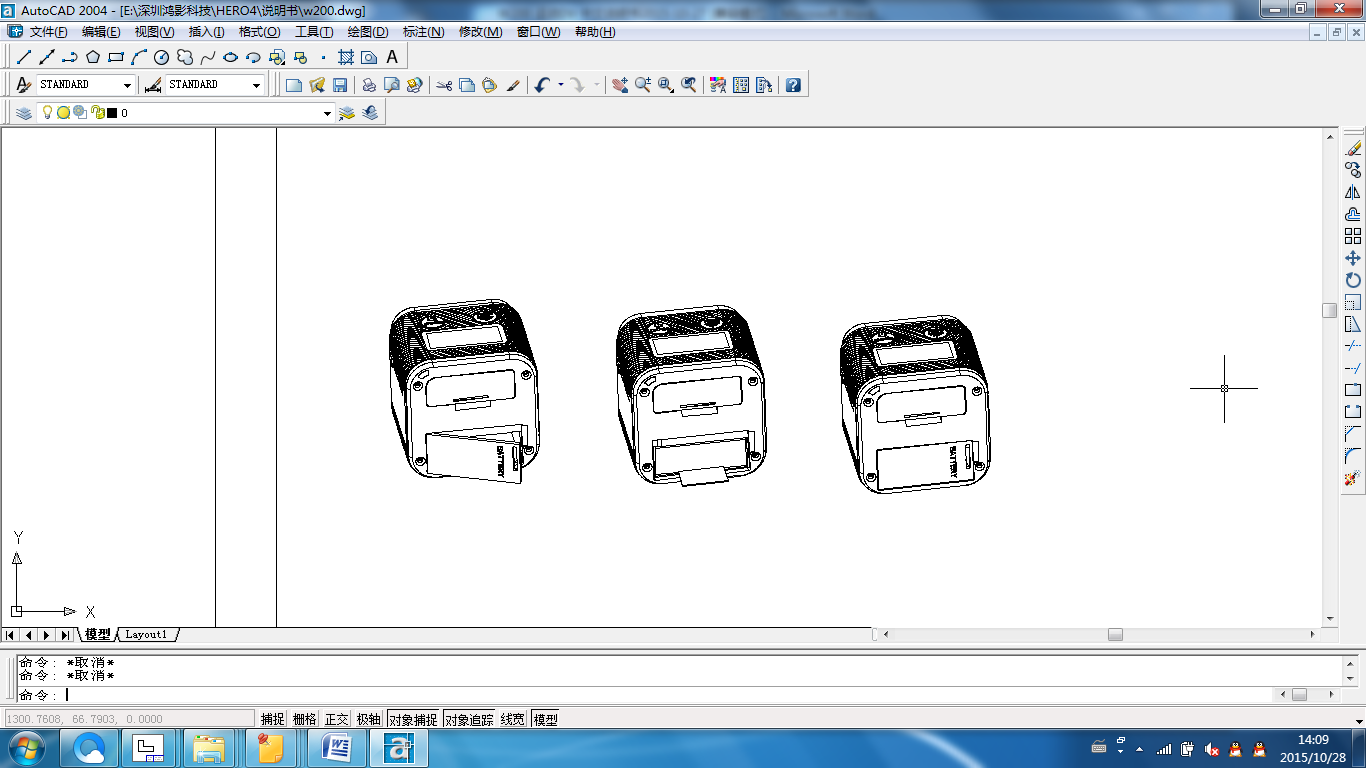 AutoCAD 2004 - [E:\深圳鸿影科技\HERO4\说明书\w200.dwg]
文件(F) 编辑(E) 视图(V) 插入(I) 格式(O) 工具(T) 绘图(D) 标注(N) 修改(M) 窗口(W) 帮助(H)
A
STANDARD STANDARD
0
BATTERY
BATTERY
Y
X
模型 Layout1
命令: *取消*
命令: *取消*
命令:
1300.7608, 66.7903, 0.0000 捕捉 栅格 正交 极轴 对象捕捉 对象追踪 线宽 模型
14:09
2015/10/28